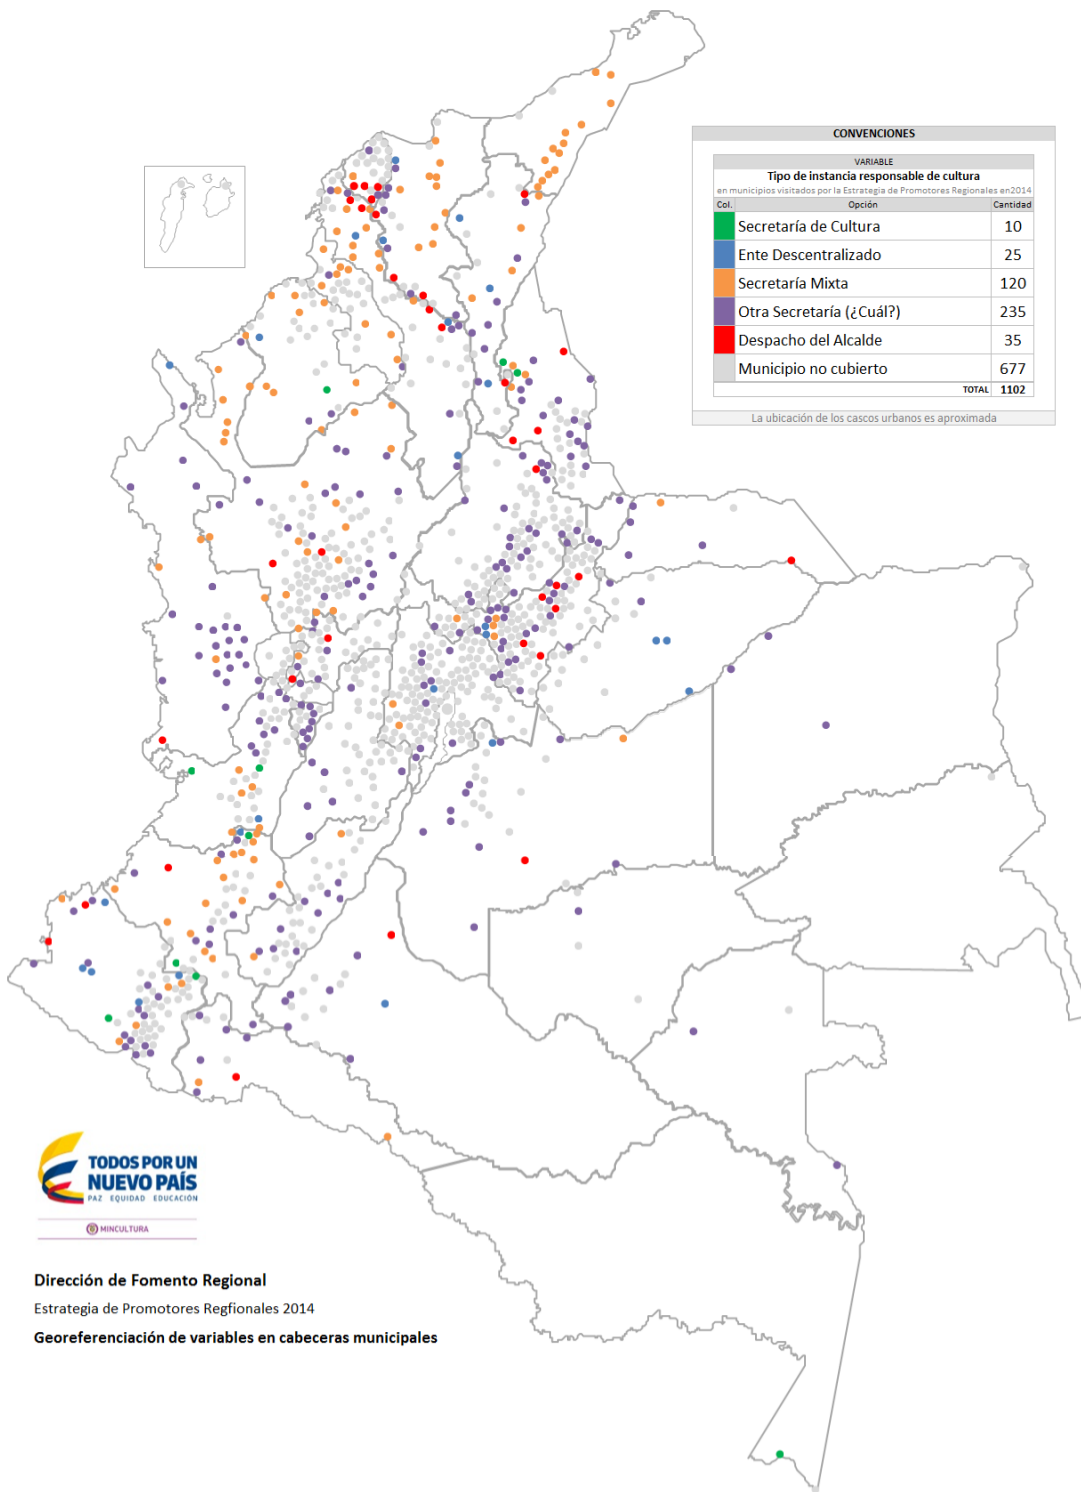 CONVENCIONES
VARIABLE
Tipo de instancia responsable de cultura
en municipios visitados por la Estrategia de Promotores Regionales en2014
Col. Opción Cantidad
Secretaría de Cultura 10
Ente Descentralizado 25
Secretaría Mixta 120
Otra Secretaría (¿Cuál?) 235
Despacho del Alcalde 35
Municipio no cubierto 677
TOTAL 1102
La ubicación de los cascos urbanos es aproximada
TODOS POR UN
NUEVO PAÍS
PAZ EQUIDAD EDUCACIÓN
MINCULTURA
Dirección de Fomento Regional
Estrategia de Promotores Regfionales 2014
Georeferenciación de variables en cabeceras municipales